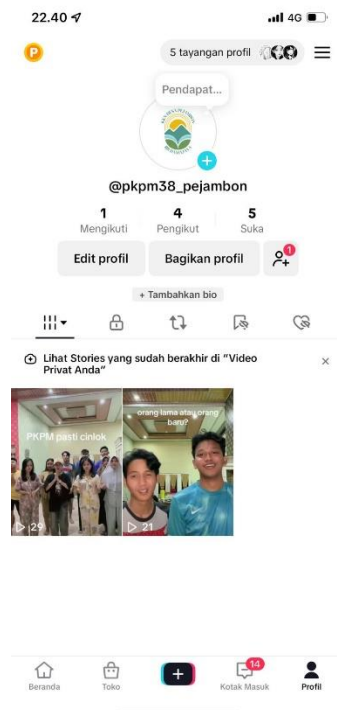 22.40
4G
P
5 tayangan profil
Pendapat...
@pkpm38_pejambon
1
4
5
Mengikuti
Pengikut
Suka
Edit profil
Bagikan profil
9
+ Tambahkan bio
Lihat Stories yang sudah berakhir di "Video
Privat Anda"
PKPM pasti cinlok
orang lama atau orang
baru?
29
21
14
Beranda
Toko
Kotak Masuk
Profil